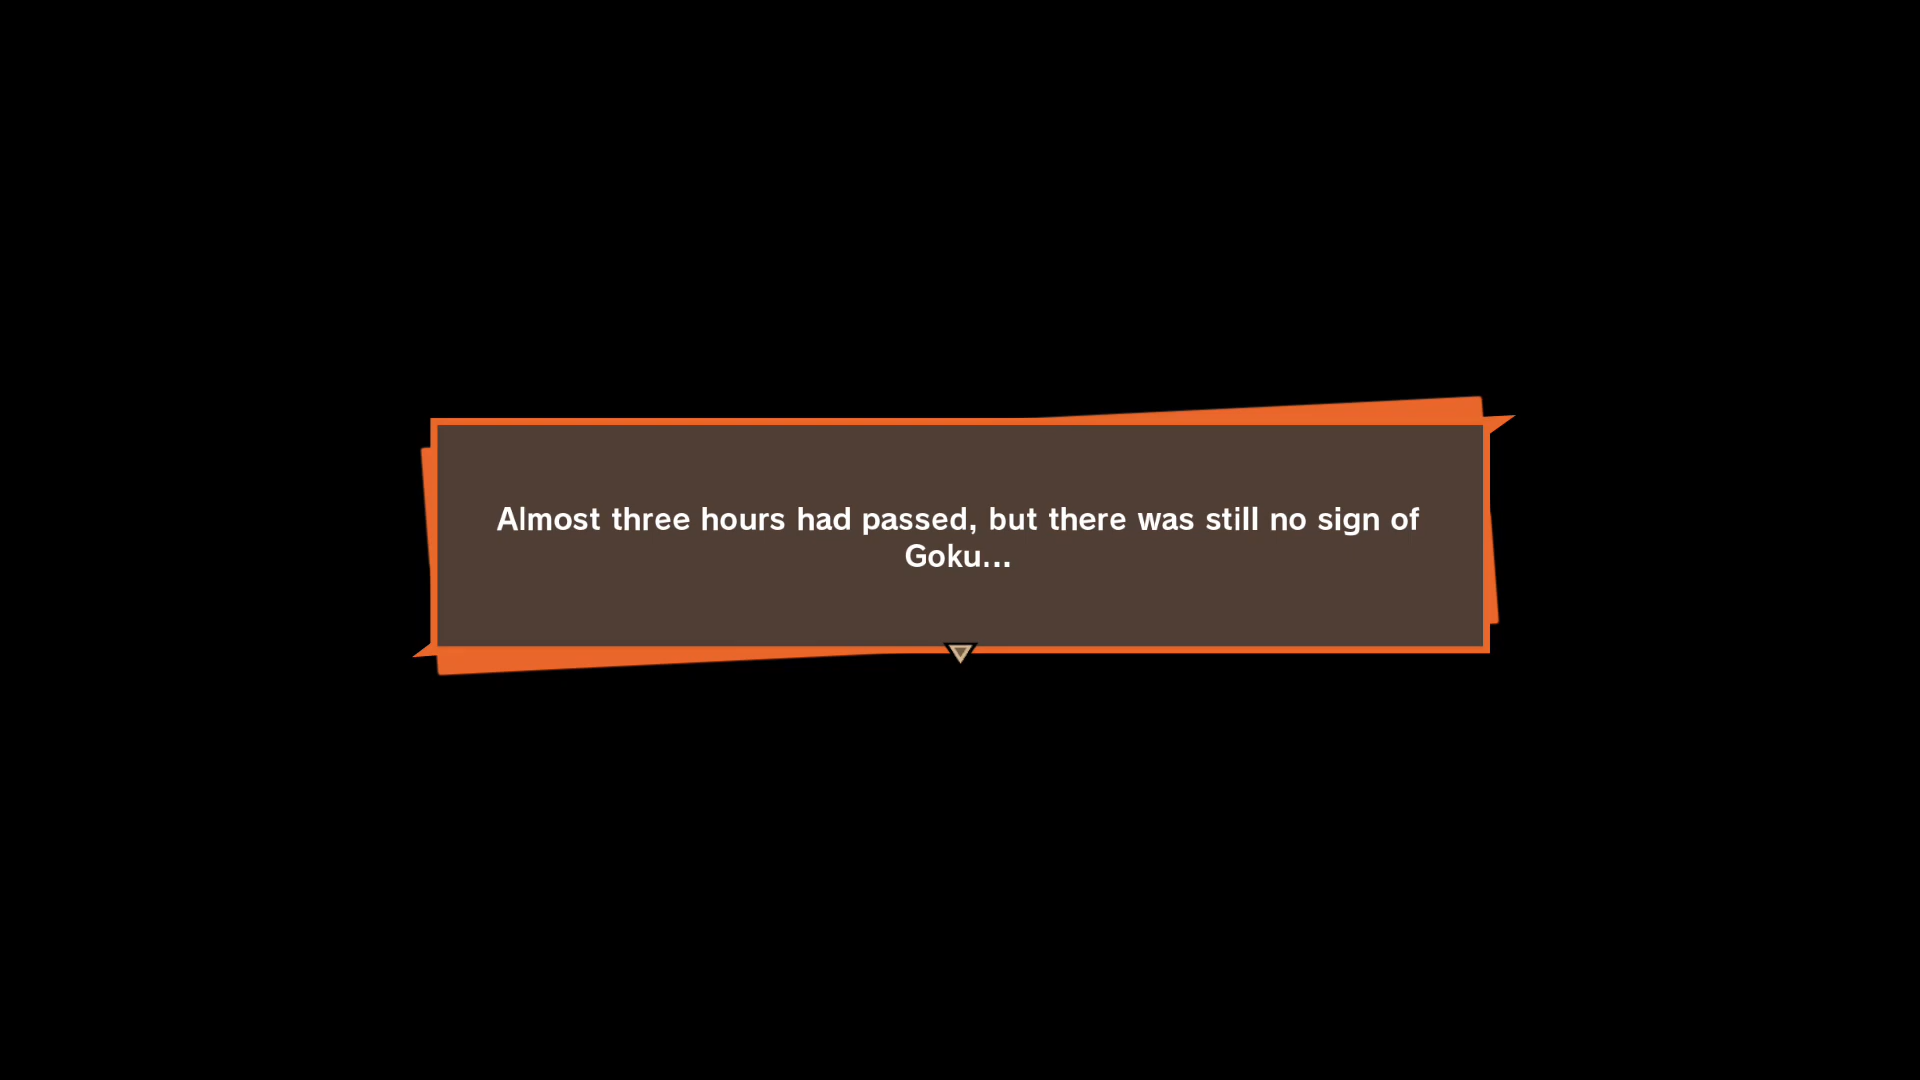 Almost three hours had passed, but there was still no sign of
Goku...